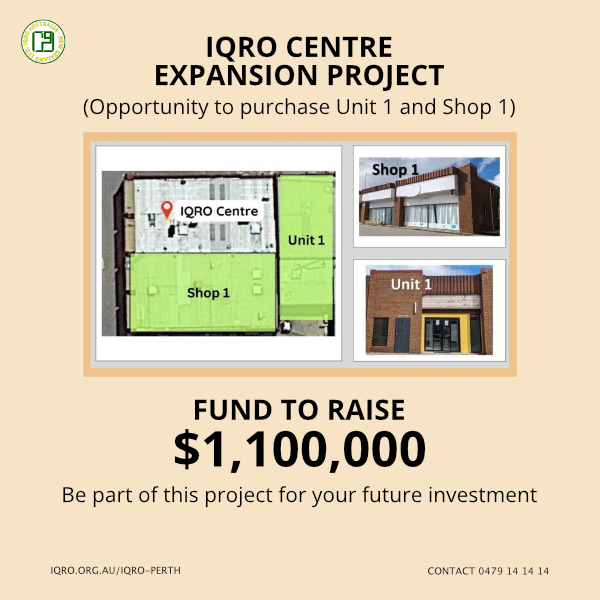 IQRO CENTRE
EXPANSION PROJECT
(Opportunity to purchase Unit 1 and Shop 1)
IQRO Centre
Unit 1
Shop 1
Shop 1
Unit 1
FUND TO RAISE
$1,100,000
Be part of this project for your future investment
IQRO.ORG.AU/IQRO-PERTH
CONTACT 0479 14 14 14